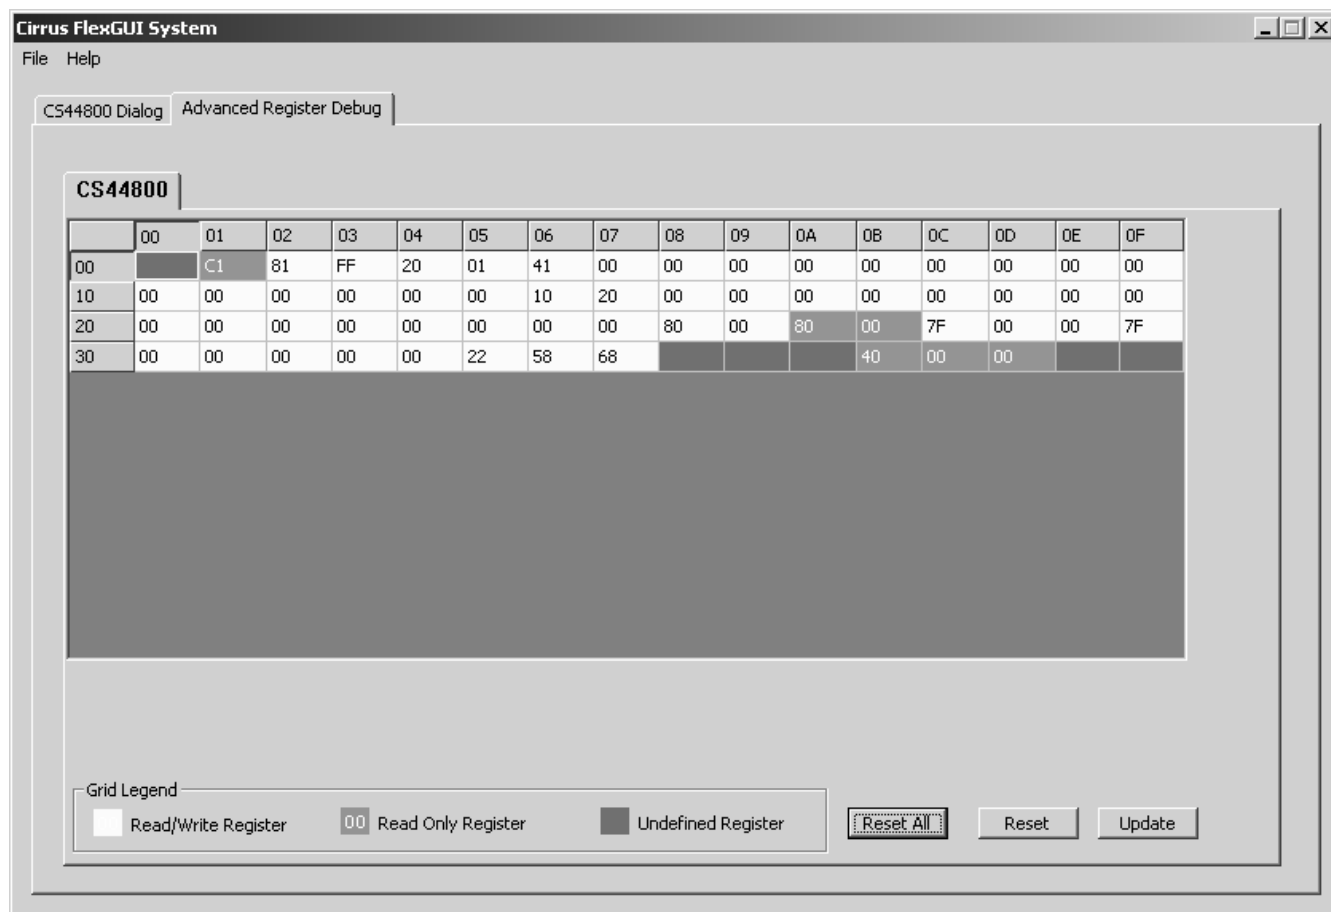 Cirrus FlexGUI System
File Help
CS44800 Dialog Advanced Register Debug
CS44800
00 01 02 03 04 05 06 07 08 09 0A 0B 0C 0D 0E 0F
00 C1 81 FF 20 01 41 00 00 00 00 00 00 00 00 00
10 00 00 00 00 00 00 10 20 00 00 00 00 00 00 00 00
20 00 00 00 00 00 00 00 00 80 00 80 00 7F 00 00 7F
30 00 00 00 00 00 22 58 68 40 00 00
Grid Legend
Read/Write Register 00 Read Only Register Undefined Register Reset All Reset Update